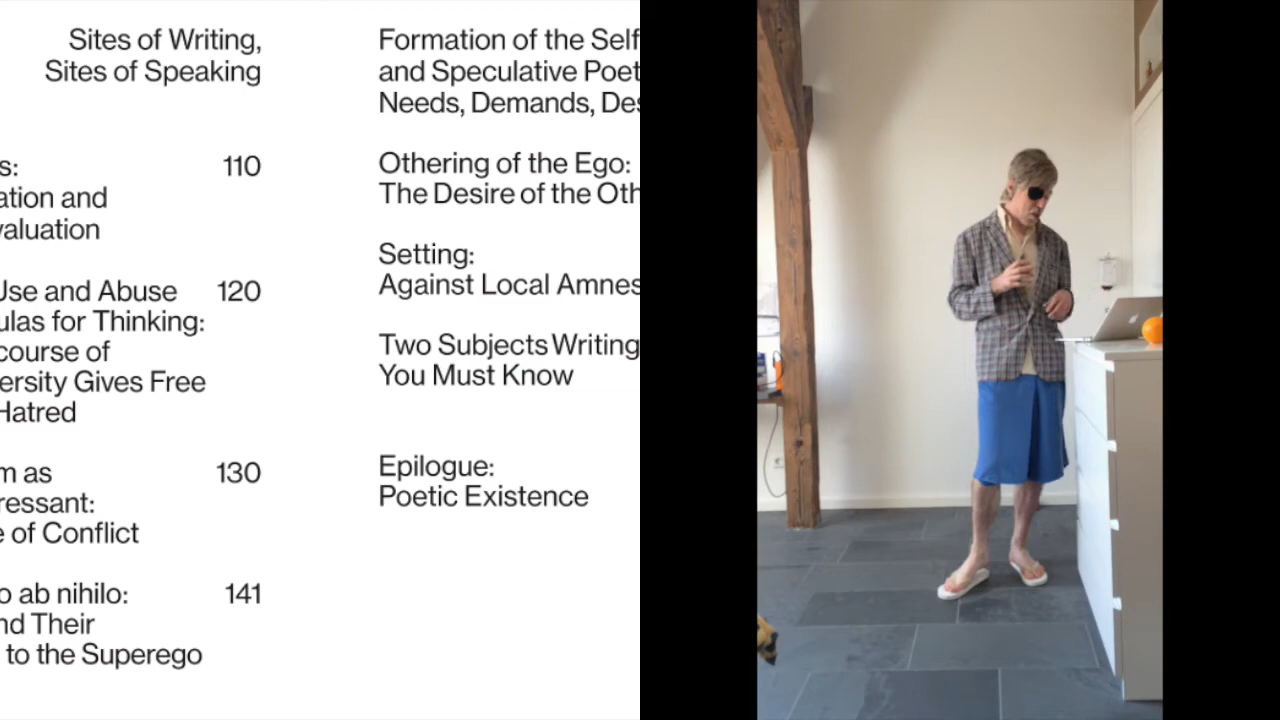 Sites of Writing,
Sites of Speaking
s: 110
ation and
valuation
Use and Abuse 120
ulas for Thinking:
course of
ersity Gives Free
Hatred
m as 130
ressant:
e of Conflict
o ab nihilo: 141
nd Their
to the Superego
Formation of the Self
and Speculative Poet
Needs, Demands, Des
Othering of the Ego:
The Desire of the Oth
Setting:
Against Local Amnes
Two Subjects Writing
You Must Know
Epilogue:
Poetic Existence